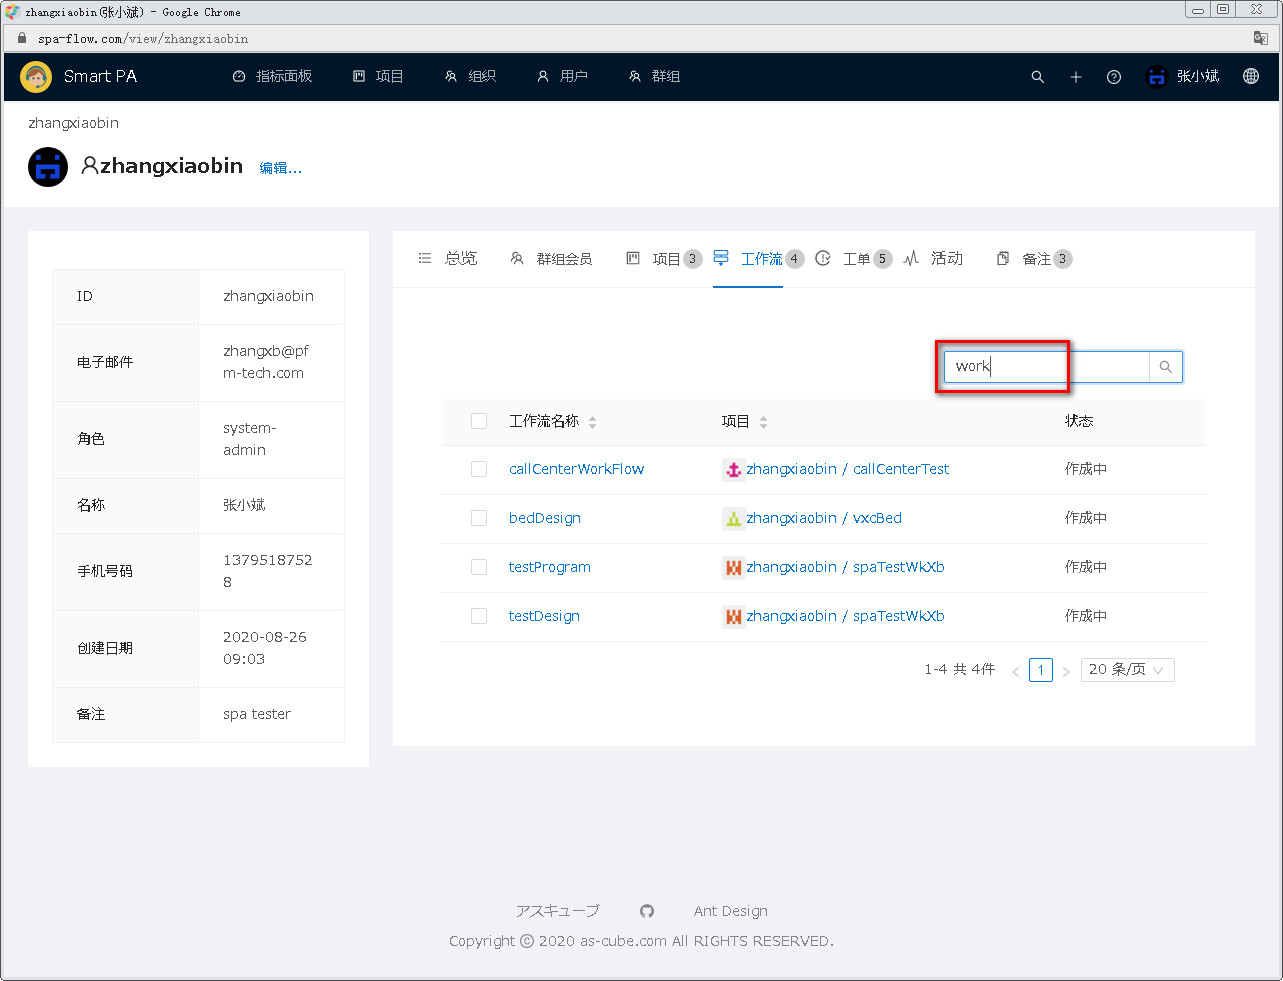 zhangxiaobin(张小斌) - Google Chrome
spa-flow.com/view/zhangxiaobin
Smart PA 指标面板 项目 组织 用户 群组 张小斌
zhangxiaobin
zhangxiaobin 编辑...
总览 群组会员 项目 3 工作流 4 工单 5 活动 备注 3
ID zhangxiaobin
电子邮件 zhangxb@pf
m-tech.com
角色 system-
admin
名称 张小斌
手机号码 1379518752
8
创建日期 2020-08-26
09:03
备注 spa tester
work
工作流名称 项目 状态
callCenterWorkFlow zhangxiaobin / callCenterTest 作成中
bedDesign zhangxiaobin / vxcBed 作成中
testProgram zhangxiaobin / spaTestWkXb 作成中
testDesign zhangxiaobin / spaTestWkXb 作成中
1-4 共 4件 < 1 > 20 条/页
アスキューブ Ant Design
Copyright © 2020 as-cube.com All RIGHTS RESERVED.